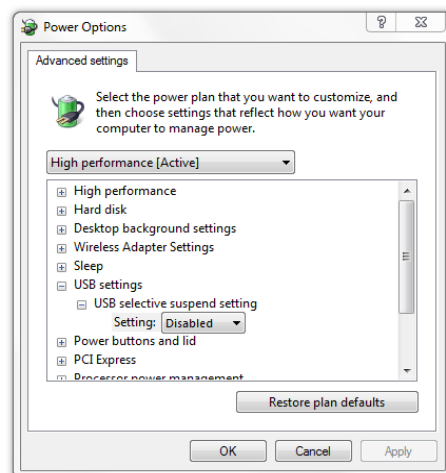 Power Options
Advanced settings
Select the power plan that you want to customize, and
then choose settings that reflect how you want your
computer to manage power.
High performance [Active]
High performance
Hard disk
Desktop background settings
Wireless Adapter Settings
Sleep
USB settings
USB selective suspend setting
Setting: Disabled
Power buttons and lid
PCI Express
Processor power management
Restore plan defaults
OK Cancel Apply